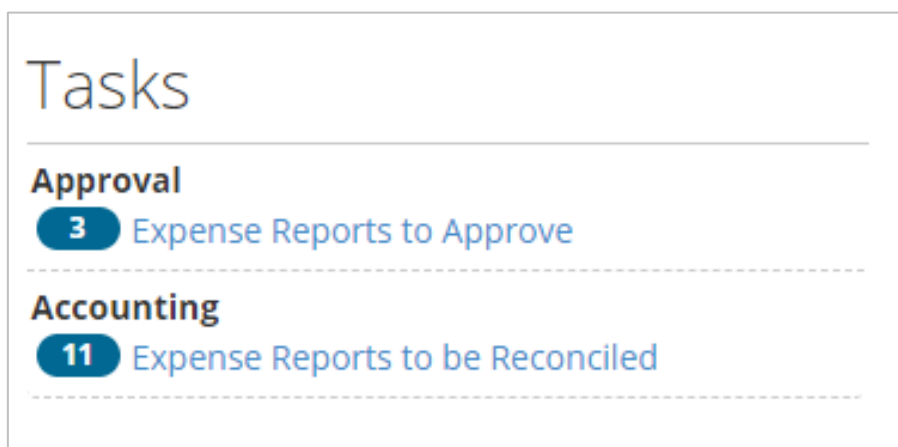 Tasks
Approval
3 Expense Reports to Approve
Accounting
11 Expense Reports to be Reconciled